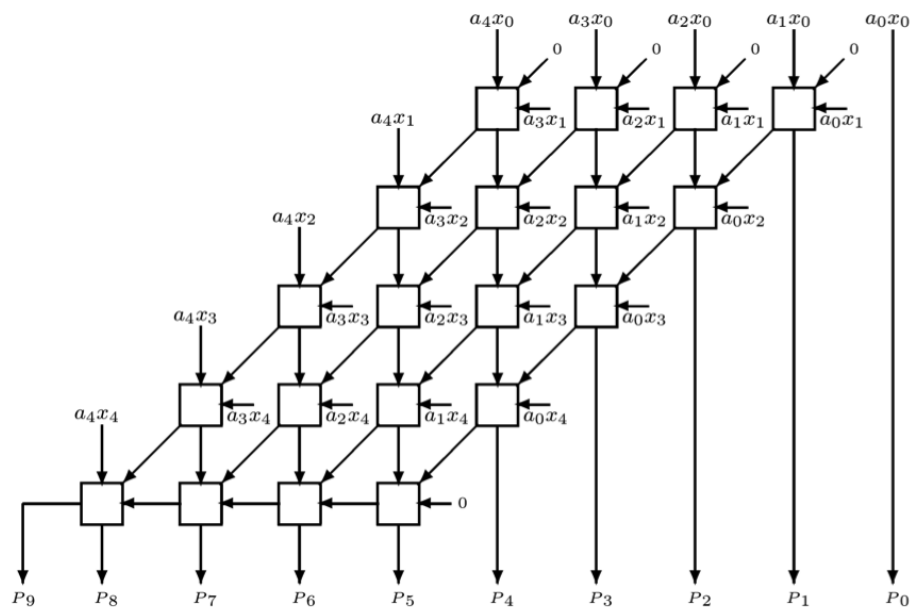 a₄x₀ a₃x₀ a₂x₀ a₁x₀ a₀x₀
0 0 0 0
a₄x₁ a₃x₁ a₂x₁ a₁x₁ a₀x₁
a₄x₂ a₃x₂ a₂x₂ a₁x₂ a₀x₂
a₄x₃ a₃x₃ a₂x₃ a₁x₃ a₀x₃
a₄x₄ a₃x₄ a₂x₄ a₁x₄ a₀x₄
0
P₉ P₈ P₇ P₆ P₅ P₄ P₃ P₂ P₁ P₀